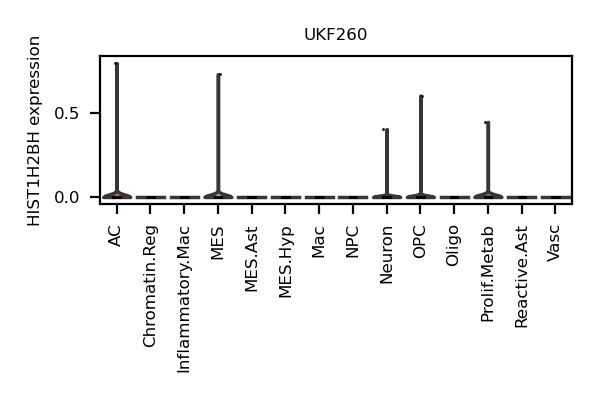 UKF260
HIST1H2BH expression
0.5
0.0
AC
Chromatin.Reg
Inflammatory.Mac
MES
MES.Ast
MES.Hyp
Mac
NPC
Neuron
OPC
Oligo
Prolif.Metab
Reactive.Ast
Vasc